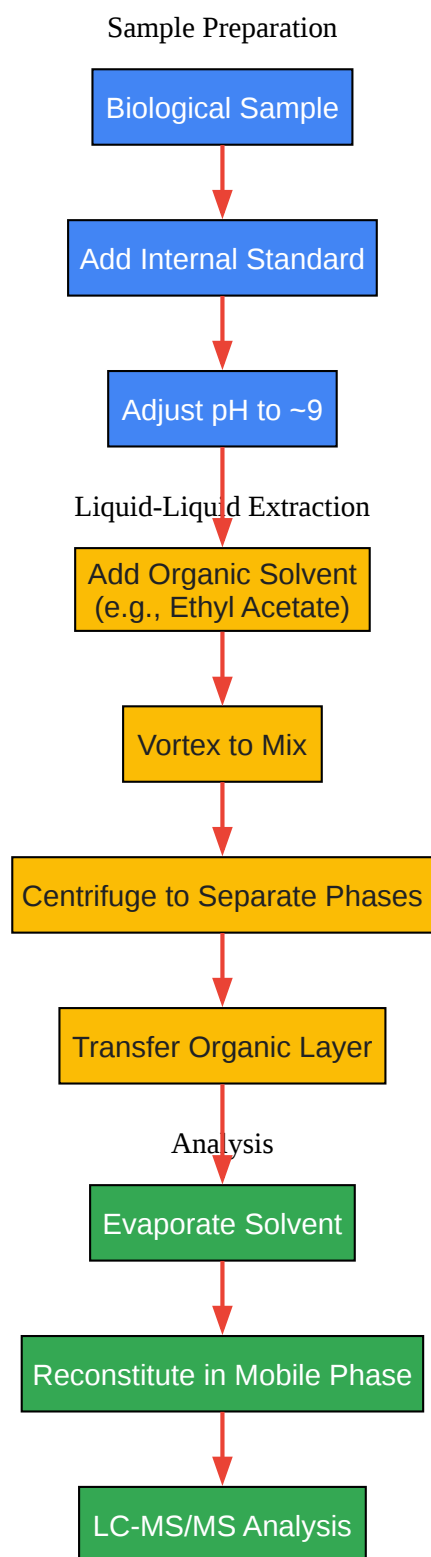 Sample Preparation
Biological Sample
Add Internal Standard
Adjust pH to ~9
Liquid-Liquid Extraction
Add Organic Solvent
(e.g., Ethyl Acetate)
Vortex to Mix
Centrifuge to Separate Phases
Transfer Organic Layer
Analysis
Evaporate Solvent
Reconstitute in Mobile Phase
LC-MS/MS Analysis